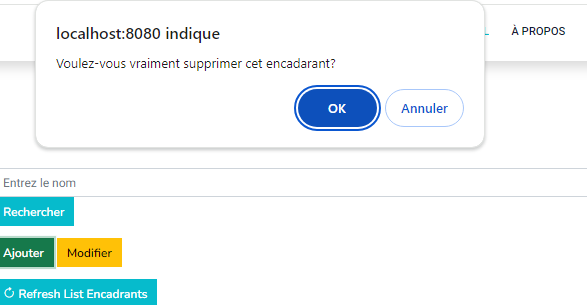 localhost:8080 indique
À PROPOS
Voulez-vous vraiment supprimer cet encadarant?
OK Annuler
Entrez le nom
Rechercher
Ajouter Modifier
Refresh List Encadrants